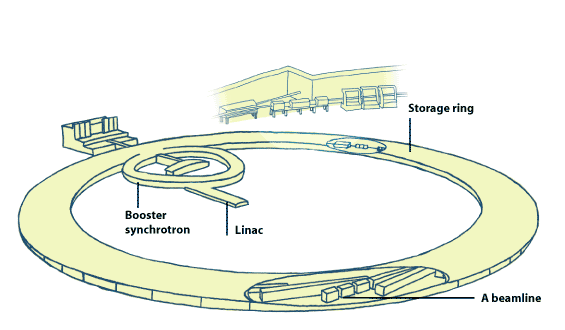 Storage ring
Booster
synchrotron
Linac
A beamline